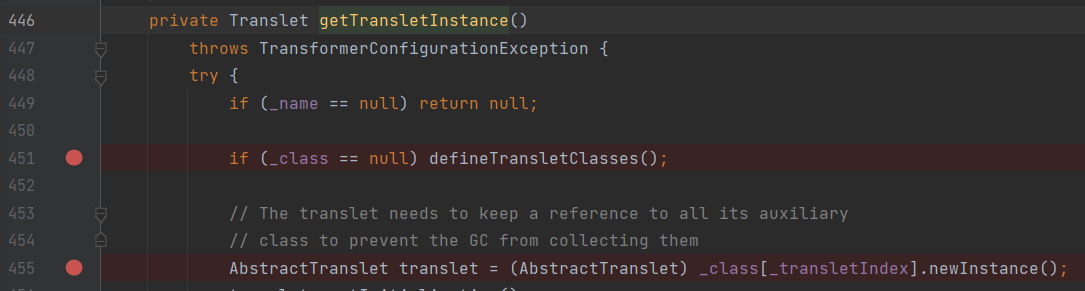 446 private Translet getTransletInstance()
447 throws TransformerConfigurationException {
448 try {
449 if (_name == null) return null;
450
451 if (_class == null) defineTransletClasses();
452
453 // The translet needs to keep a reference to all its auxiliary
454 // class to prevent the GC from collecting them
455 AbstractTranslet translet = (AbstractTranslet) _class[_transletIndex].newInstance();